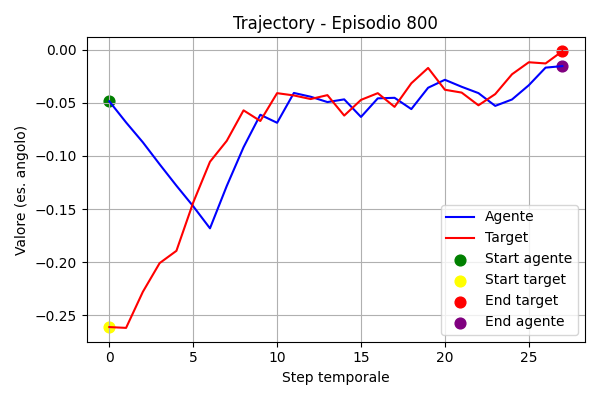 Trajectory - Episodio 800
Valore (es. angolo)
0.00
−0.05
−0.10
−0.15
−0.20
−0.25
0 5 10 15 20 25
Step temporale
Agente
Target
Start agente
Start target
End target
End agente